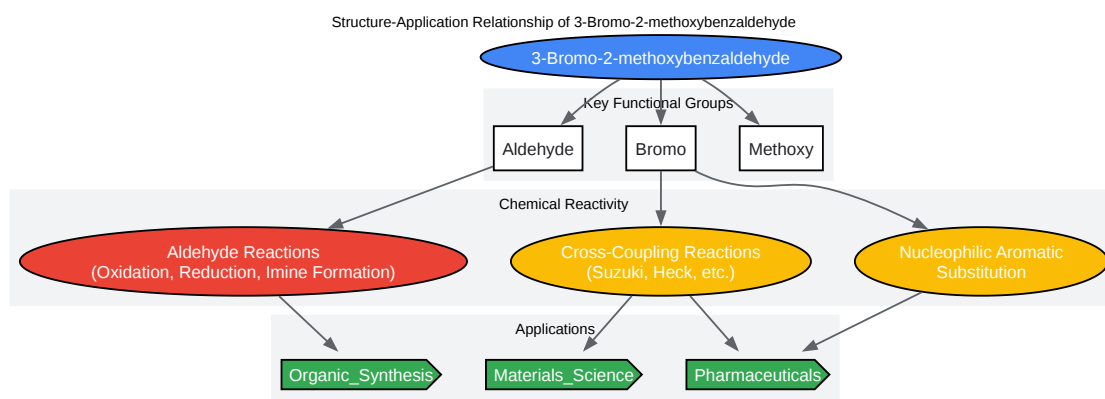 Structure-Application Relationship of 3-Bromo-2-methoxybenzaldehyde
3-Bromo-2-methoxybenzaldehyde
Key Functional Groups
Aldehyde
Bromo
Methoxy
Chemical Reactivity
Aldehyde Reactions
(Oxidation, Reduction, Imine Formation)
Cross-Coupling Reactions
(Suzuki, Heck, etc.)
Nucleophilic Aromatic
Substitution
Applications
Organic_Synthesis
Materials_Science
Pharmaceuticals